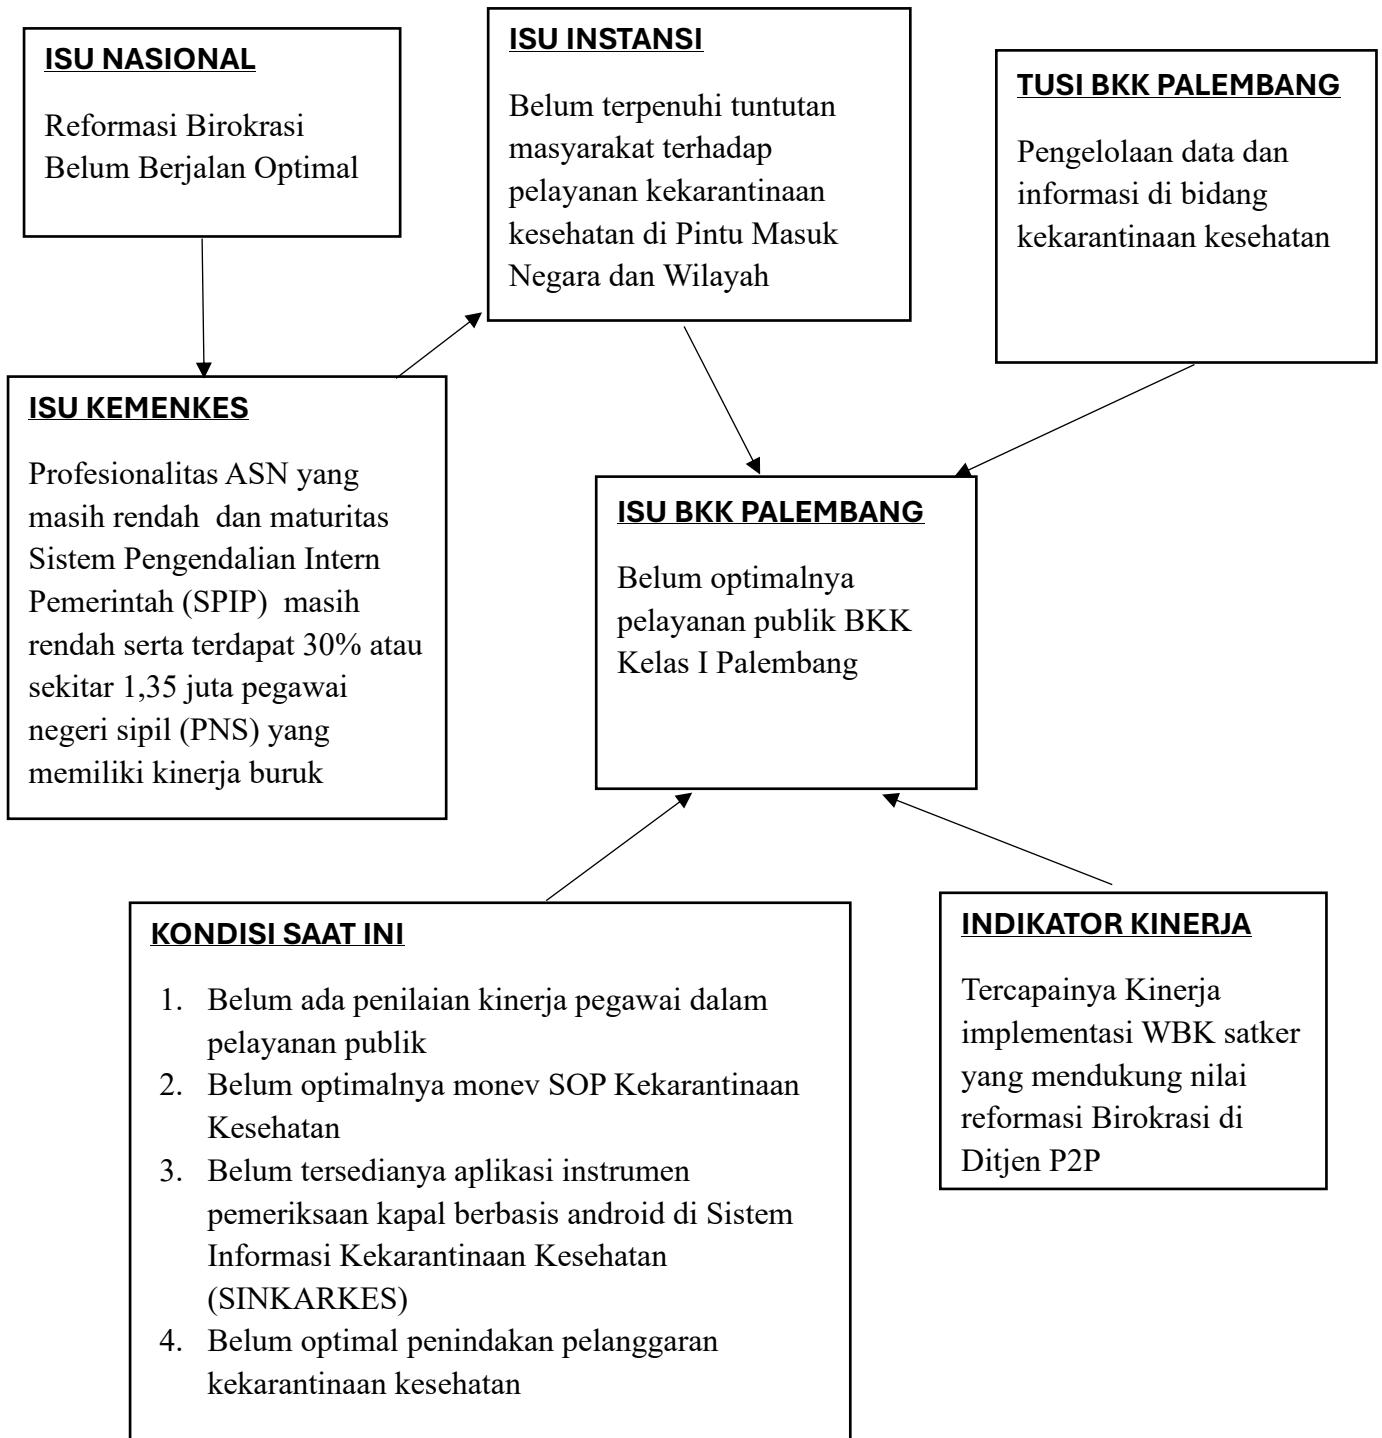 ISU NASIONAL
Reformasi Birokrasi
Belum Berjalan Optimal
ISU INSTANSI
Belum terpenuhi tuntutan
masyarakat terhadap
pelayanan kekarantinaan
kesehatan di Pintu Masuk
Negara dan Wilayah
TUSI BKK PALEMBANG
Pengelolaan data dan
informasi di bidang
kekarantinaan kesehatan
ISU KEMENKES
Profesionalitas ASN yang
masih rendah  dan maturitas
Sistem Pengendalian Intern
Pemerintah (SPIP)  masih
rendah serta terdapat 30% atau
sekitar 1,35 juta pegawai
negeri sipil (PNS) yang
memiliki kinerja buruk
ISU BKK PALEMBANG
Belum optimalnya
pelayanan publik BKK
Kelas I Palembang
KONDISI SAAT INI
1. Belum ada penilaian kinerja pegawai dalam
pelayanan publik
2. Belum optimalnya monev SOP Kekarantinaan
Kesehatan
3. Belum tersedianya aplikasi instrumen
pemeriksaan kapal berbasis android di Sistem
Informasi Kekarantinaan Kesehatan
(SINKARKES)
4. Belum optimal penindakan pelanggaran
kekarantinaan kesehatan
INDIKATOR KINERJA
Tercapainya Kinerja
implementasi WBK satker
yang mendukung nilai
reformasi Birokrasi di
Ditjen P2P